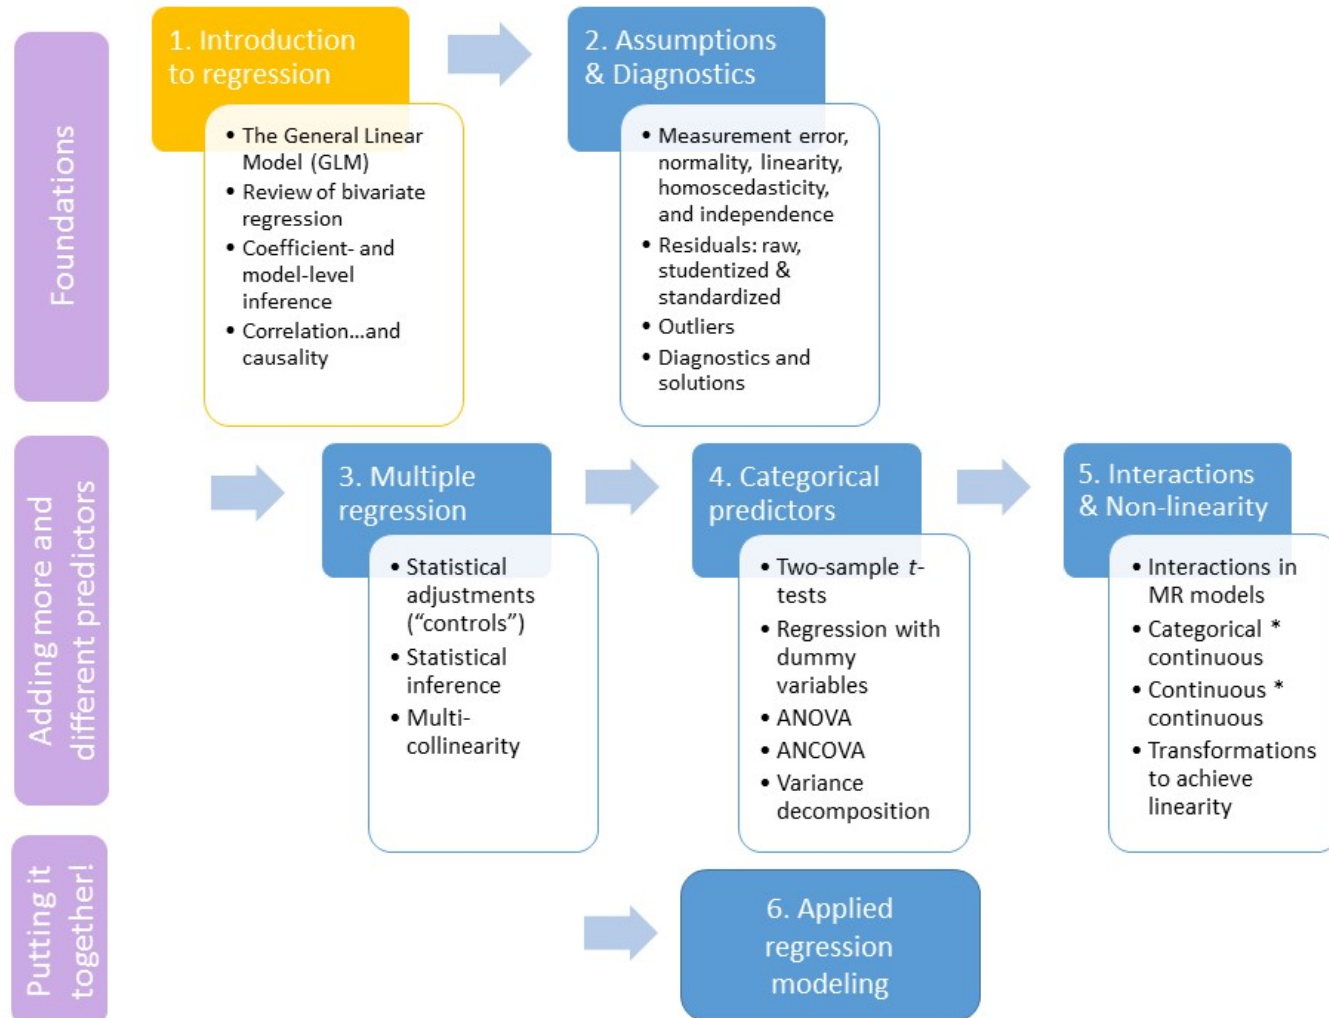 Foundations
1. Introduction
to regression
• The General Linear
Model (GLM)
• Review of bivariate
regression
• Coefficient- and
model-level
inference
• Correlation...and
causality
2. Assumptions
& Diagnostics
• Measurement error,
normality, linearity,
homoscedasticity,
and independence
• Residuals: raw,
studentized &
standardized
• Outliers
• Diagnostics and
solutions
Adding more and
different predictors
3. Multiple
regression
• Statistical
adjustments
(“controls”)
• Statistical
inference
• Multi-
collinearity
4. Categorical
predictors
• Two-sample t-
tests
• Regression with
dummy
variables
• ANOVA
• ANCOVA
• Variance
decomposition
5. Interactions
& Non-linearity
• Interactions in
MR models
• Categorical *
continuous
• Continuous *
continuous
• Transformations
to achieve
linearity
Putting it
together!
6. Applied
regression
modeling